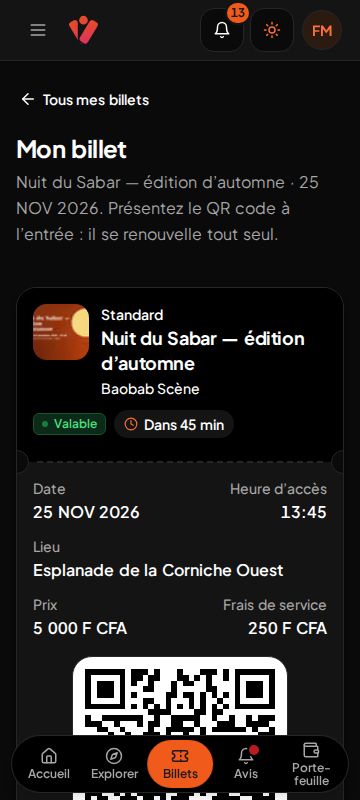 13
FM
Tous mes billets
Mon billet
Nuit du Sabar — édition d’automne · 25
NOV 2026. Présentez le QR code à
l’entrée : il se renouvelle tout seul.
Standard
Nuit du Sabar — édition
d’automne
Baobab Scène
Valable
Dans 45 min
Date
Heure d’accès
25 NOV 2026
13:45
Lieu
Esplanade de la Corniche Ouest
Prix
Frais de service
5 000 F CFA
250 F CFA
Accueil
Explorer
Billets
Avis
Porte-
feuille